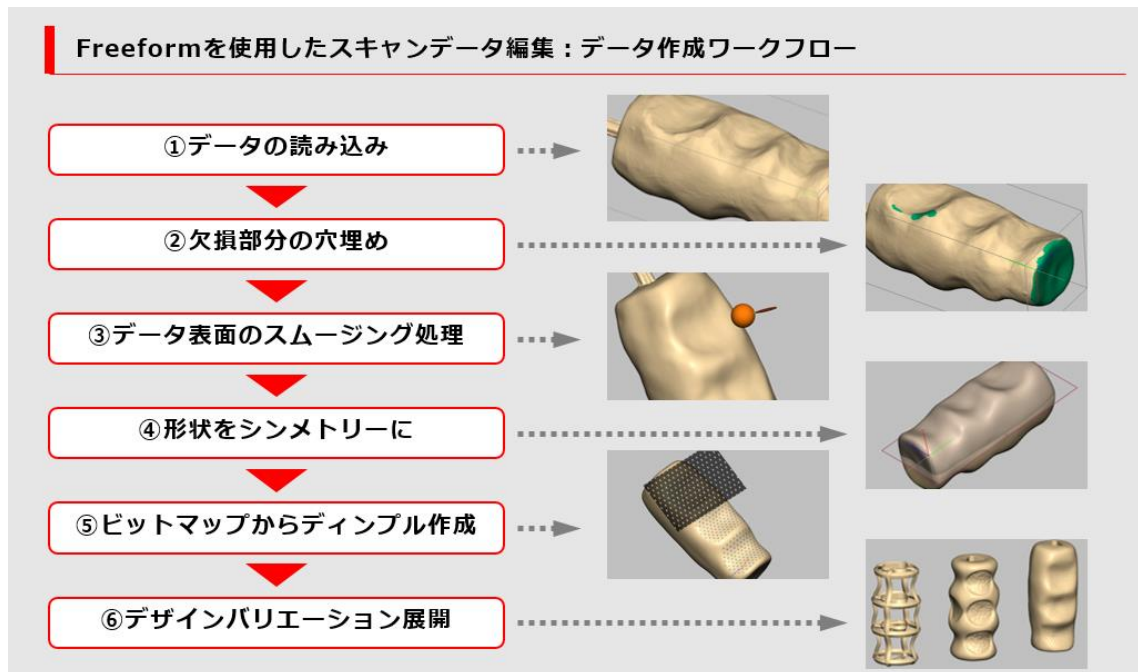 Freeformを使用したスキャンデータ編集：データ作成ワークフロー
①データの読み込み
②欠損部分の穴埋め
③データ表面のスムージング処理
④形状をシンメトリーに
⑤ビットマップからディンプル作成
⑥デザインバリエーション展開